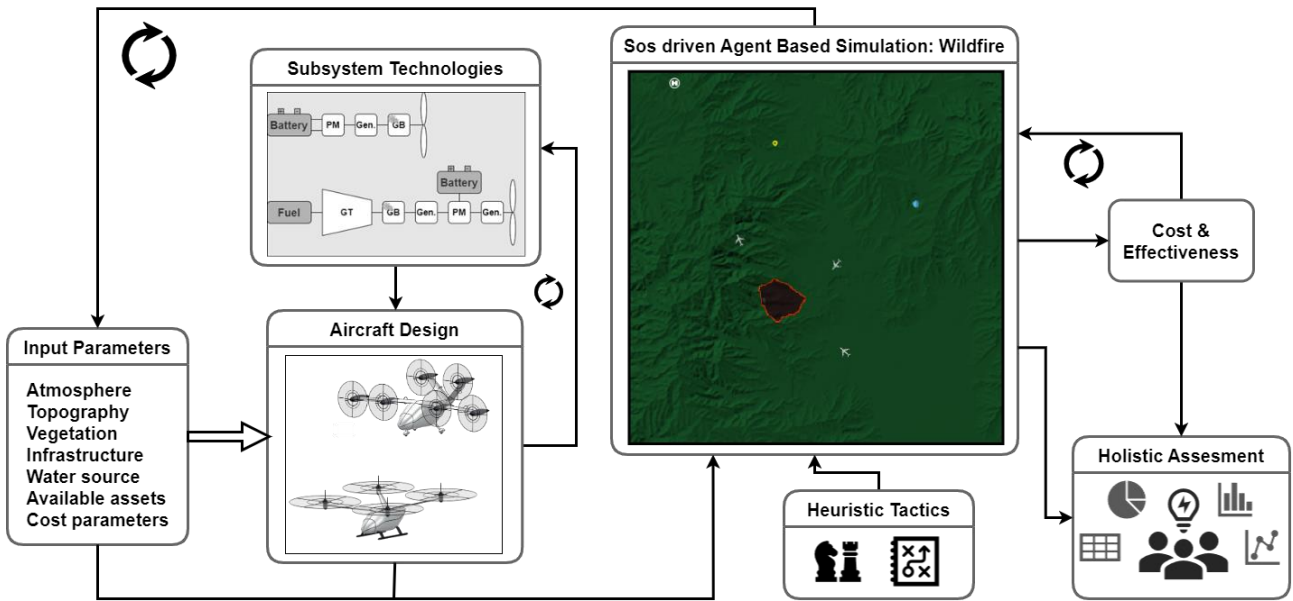 Sos driven Agent Based Simulation: Wildfire
Subsystem Technologies
Battery
PM
Gen.
GB
Battery
Fuel
GT
GB
Gen.
PM
Gen.
H
Cost &
Effectiveness
Input Parameters
Atmosphere
Topography
Vegetation
Infrastructure
Water source
Available assets
Cost parameters
Aircraft Design
Heuristic Tactics
Holistic Assesment